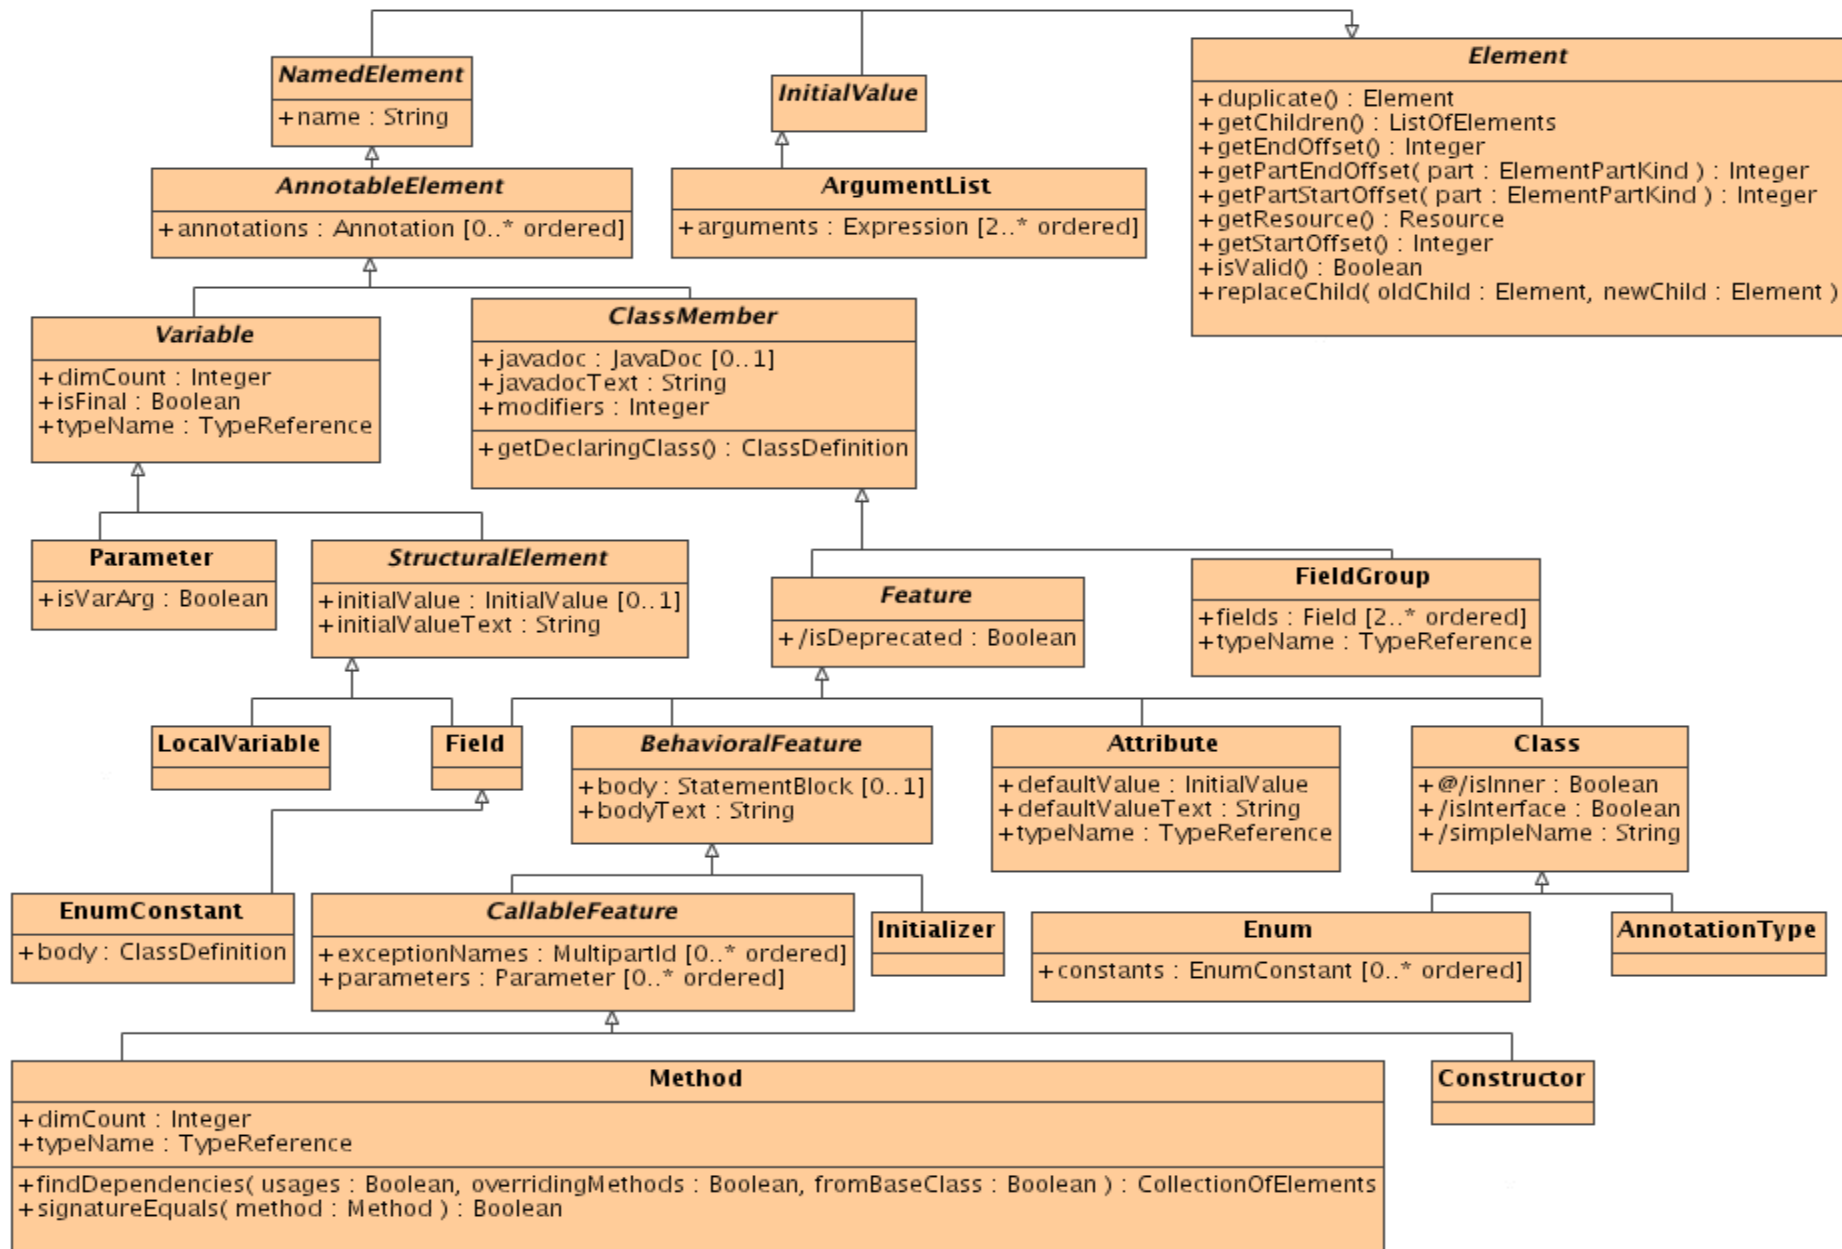 NamedElement
+name : String
InitialValue
Element
+duplicate() : Element
+getChildren() : ListOfElements
+getEndOffset() : Integer
+getPartEndOffset( part : ElementPartKind ) : Integer
+getPartStartOffset( part : ElementPartKind ) : Integer
+getResource() : Resource
+getStartOffset() : Integer
+isValid() : Boolean
+replaceChild( oldChild : Element, newChild : Element )
AnnotableElement
+annotations : Annotation [0..* ordered]
ArgumentList
+arguments : Expression [2..* ordered]
Variable
+dimCount : Integer
+isFinal : Boolean
+typeName : TypeReference
ClassMember
+javadoc : JavaDoc [0..1]
+javadocText : String
+modifiers : Integer
+getDeclaringClass() : ClassDefinition
Parameter
+isVarArg : Boolean
StructuralElement
+initialValue : InitialValue [0..1]
+initialValueText : String
Feature
+/isDeprecated : Boolean
FieldGroup
+fields : Field [2..* ordered]
+typeName : TypeReference
LocalVariable
Field
BehavioralFeature
+body : StatementBlock [0..1]
+bodyText : String
Attribute
+defaultValue : InitialValue
+defaultValueText : String
+typeName : TypeReference
Class
+@/isInner : Boolean
+/isInterface : Boolean
+/simpleName : String
EnumConstant
+body : ClassDefinition
CallableFeature
+exceptionNames : MultipartId [0..* ordered]
+parameters : Parameter [0..* ordered]
Initializer
Enum
+constants : EnumConstant [0..* ordered]
AnnotationType
Method
+dimCount : Integer
+typeName : TypeReference
+findDependencies( usages : Boolean, overridingMethods : Boolean, fromBaseClass : Boolean ) : CollectionOfElements
+signatureEquals( method : Method ) : Boolean
Constructor